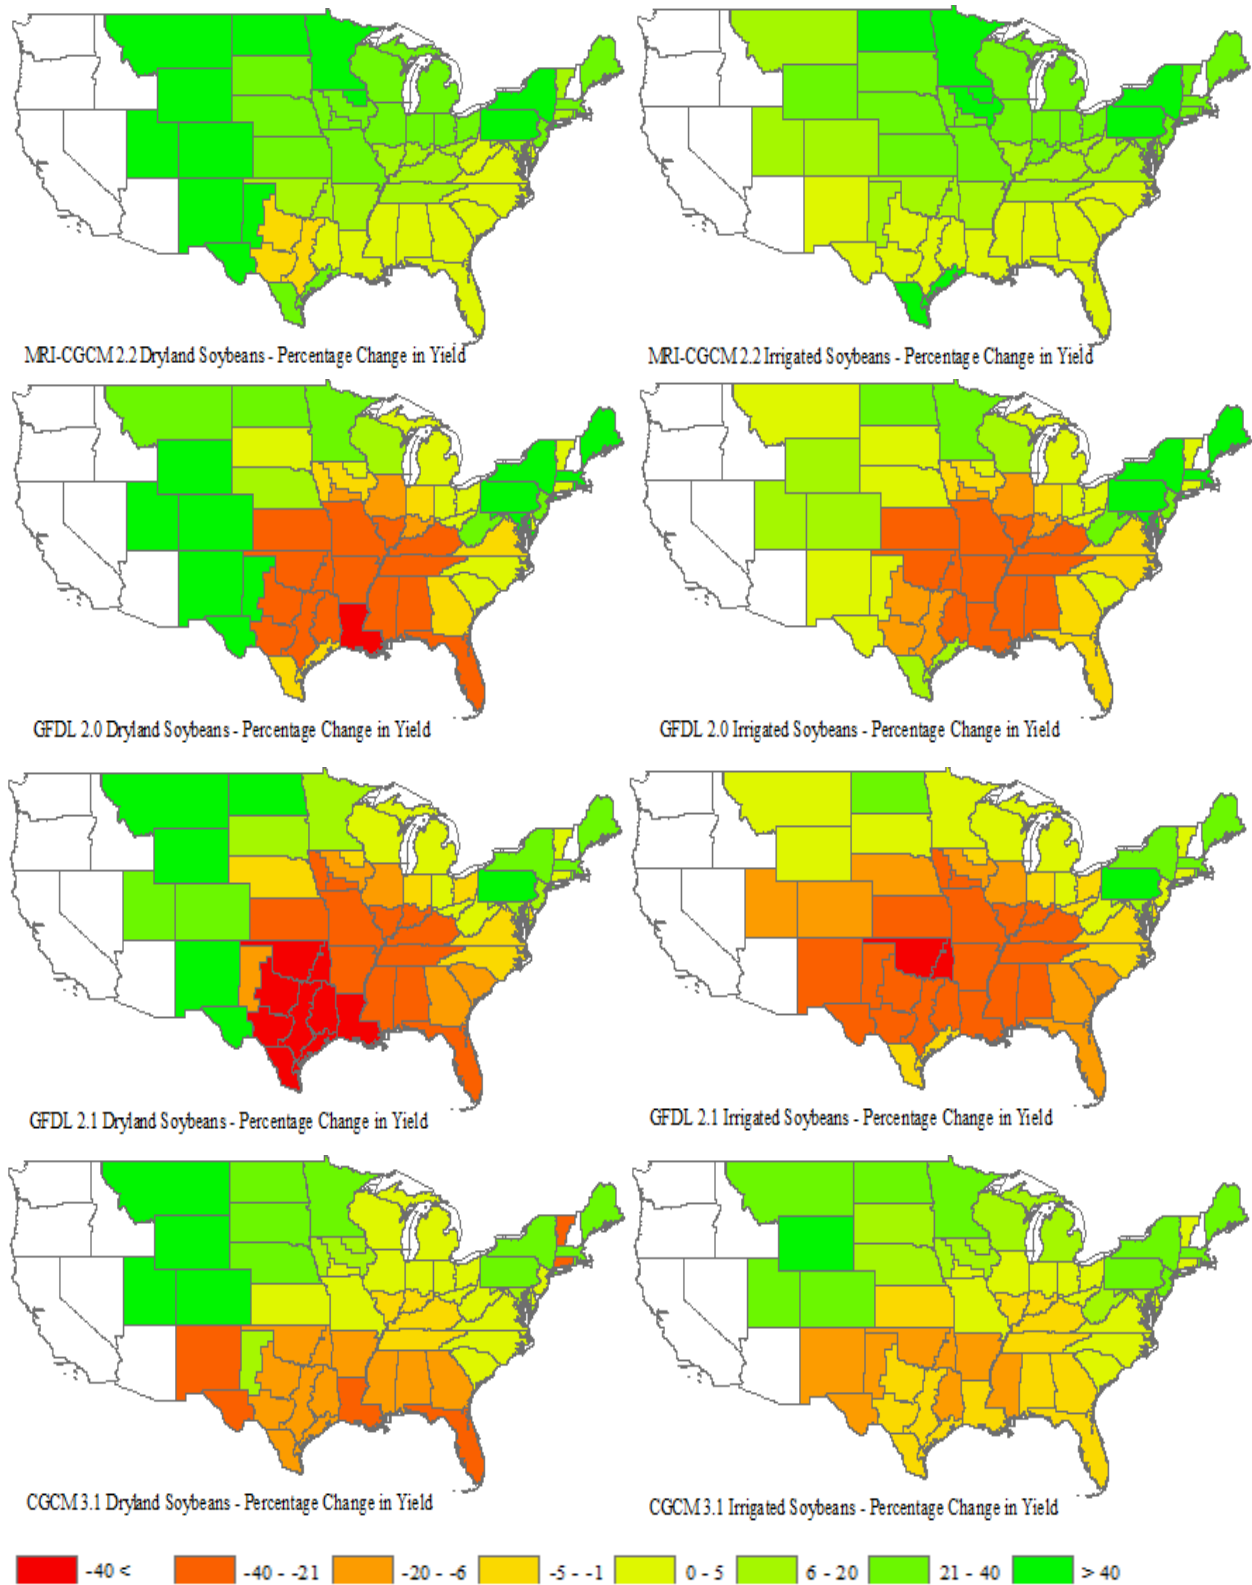 MRI-CGCM 2.2 Dryland Soybeans - Percentage Change in Yield
MRI-CGCM 2.2 Irrigated Soybeans - Percentage Change in Yield
GFDL 2.0 Dryland Soybeans - Percentage Change in Yield
GFDL 2.0 Irrigated Soybeans - Percentage Change in Yield
GFDL 2.1 Dryland Soybeans - Percentage Change in Yield
GFDL 2.1 Irrigated Soybeans - Percentage Change in Yield
CGCM 3.1 Dryland Soybeans - Percentage Change in Yield
CGCM 3.1 Irrigated Soybeans - Percentage Change in Yield
-40 < -40 - -21 -20 - -6 -5 - -1 0 - 5 6 - 20 21 - 40 > 40